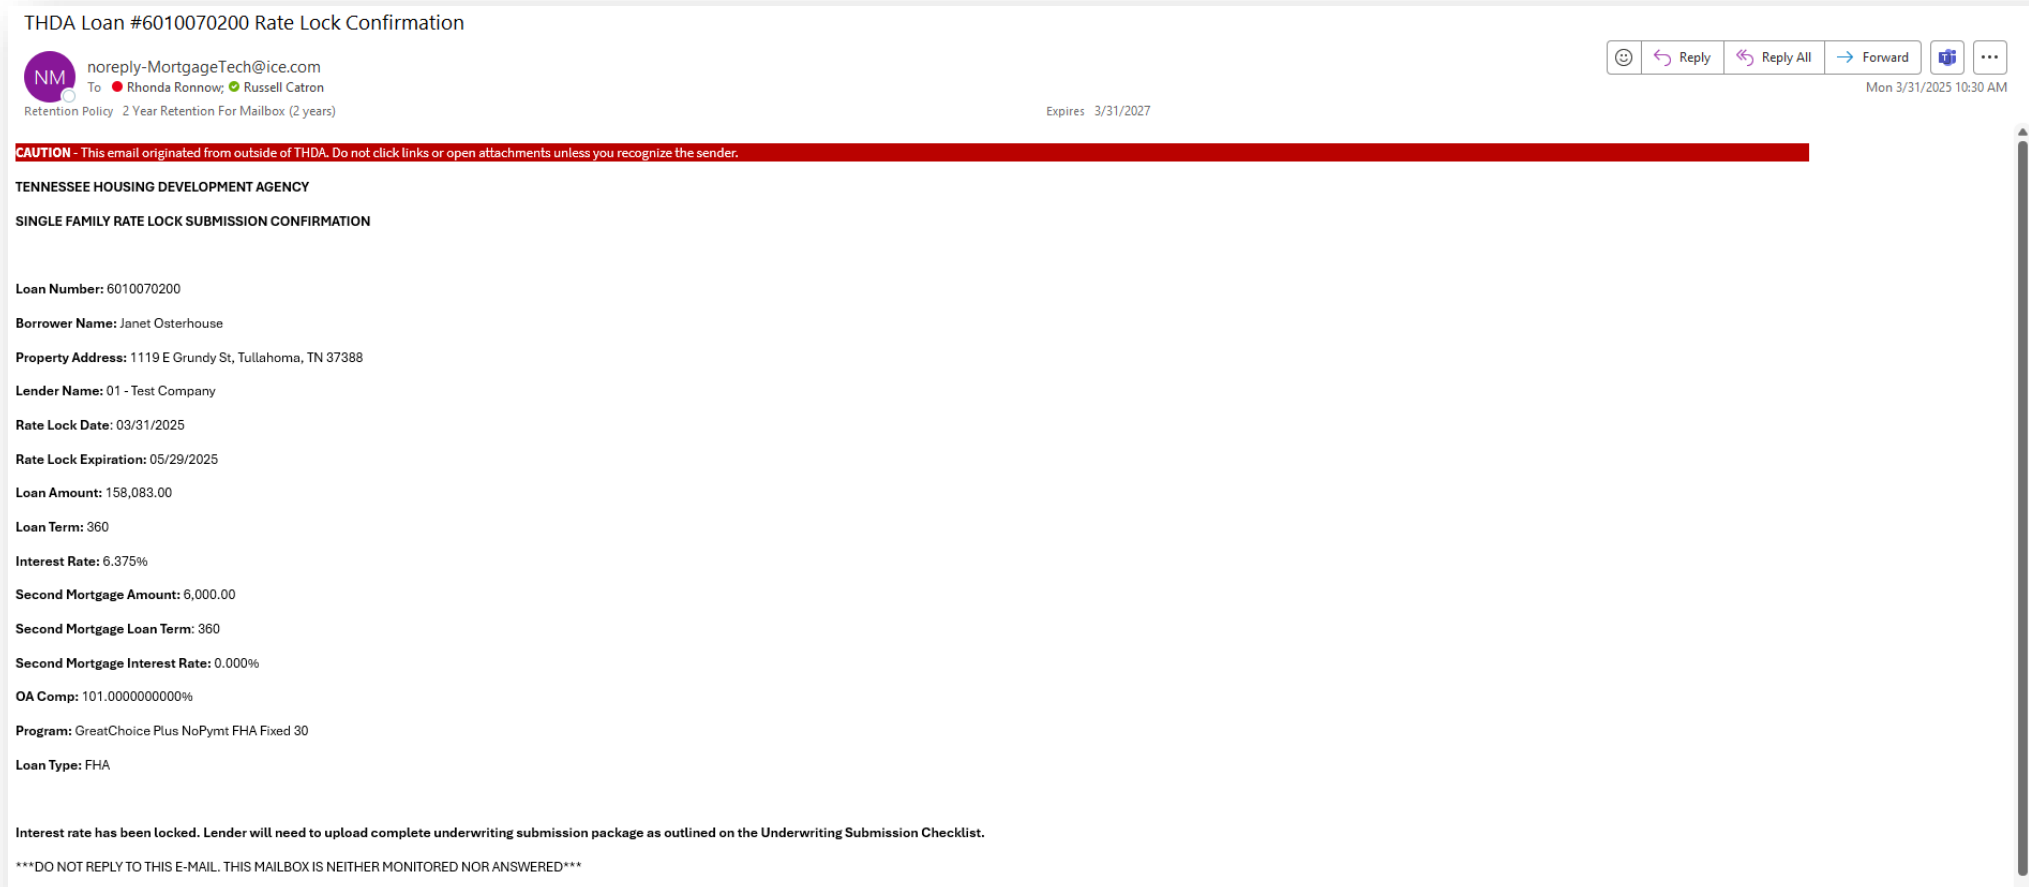 THDA Loan #6010070200 Rate Lock Confirmation
NM
noreply-MortgageTech@ice.com
To Rhonda Ronnow; Russell Catron
Reply
Reply All
Forward
Mon 3/31/2025 10:30 AM
Retention Policy 2 Year Retention For Mailbox (2 years)
Expires 3/31/2027
CAUTION - This email originated from outside of THDA. Do not click links or open attachments unless you recognize the sender.
TENNESSEE HOUSING DEVELOPMENT AGENCY
SINGLE FAMILY RATE LOCK SUBMISSION CONFIRMATION
Loan Number: 6010070200
Borrower Name: Janet Osterhouse
Property Address: 1119 E Grundy St, Tullahoma, TN 37388
Lender Name: 01 - Test Company
Rate Lock Date: 03/31/2025
Rate Lock Expiration: 05/29/2025
Loan Amount: 158,083.00
Loan Term: 360
Interest Rate: 6.375%
Second Mortgage Amount: 6,000.00
Second Mortgage Loan Term: 360
Second Mortgage Interest Rate: 0.000%
OA Comp: 101.0000000000%
Program: GreatChoice Plus NoPymt FHA Fixed 30
Loan Type: FHA
Interest rate has been locked. Lender will need to upload complete underwriting submission package as outlined on the Underwriting Submission Checklist.
***DO NOT REPLY TO THIS E-MAIL. THIS MAILBOX IS NEITHER MONITORED NOR ANSWERED***